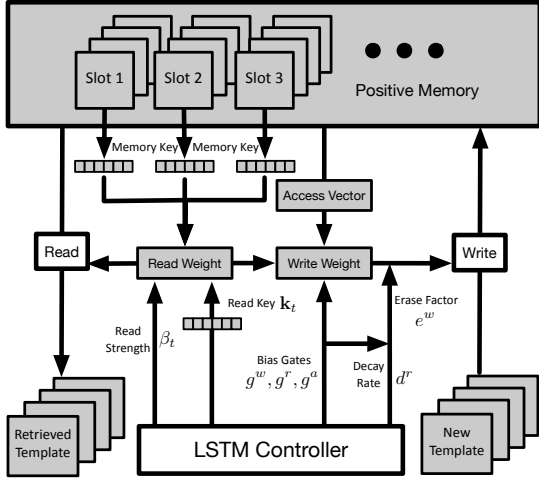 Slot 1
Slot 2
Slot 3
Positive Memory
Memory Key
Memory Key
Access Vector
Read
Read Weight
Write Weight
Write
Read Key k_t
Erase Factor
e^w
Read
Strength
β_t
Bias Gates
g^w, g^r, g^a
Decay
Rate
d^r
Retrieved
Template
LSTM Controller
New
Template